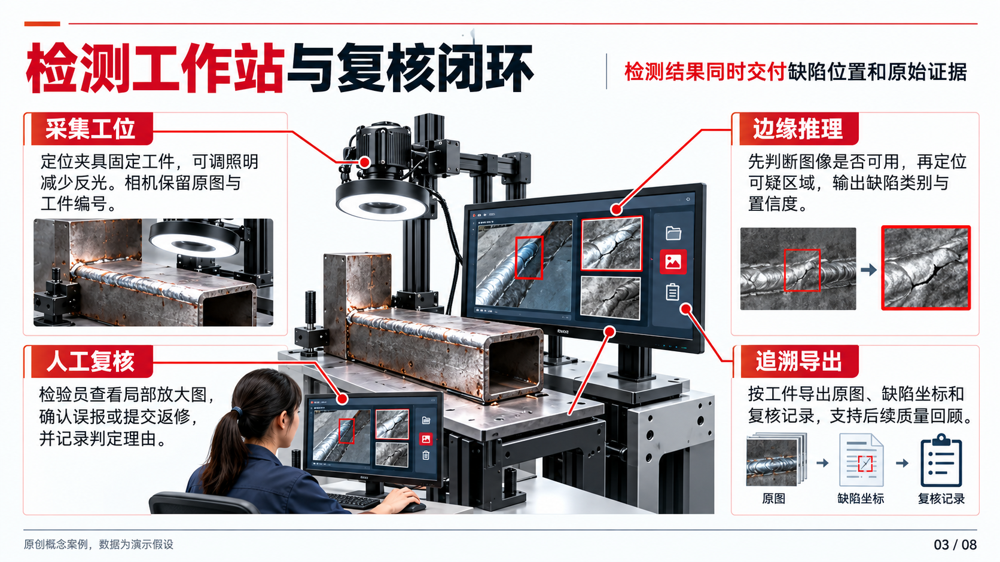 检测工作站与复核闭环
检测结果同时交付缺陷位置和原始证据
采集工位
定位夹具固定工件，可调照明
减少反光。相机保留原图与
工件编号。
边缘推理
先判断图像是否可用，再定位
可疑区域，输出缺陷类别与
置信度。
人工复核
检验员查看局部放大图，
确认误报或提交返修，
并记录判定理由。
追溯导出
按工件导出原图、缺陷坐标和
复核记录，支持后续质量回顾。
原图
缺陷坐标
复核记录
原创概念案例，数据为演示假设
03 / 08